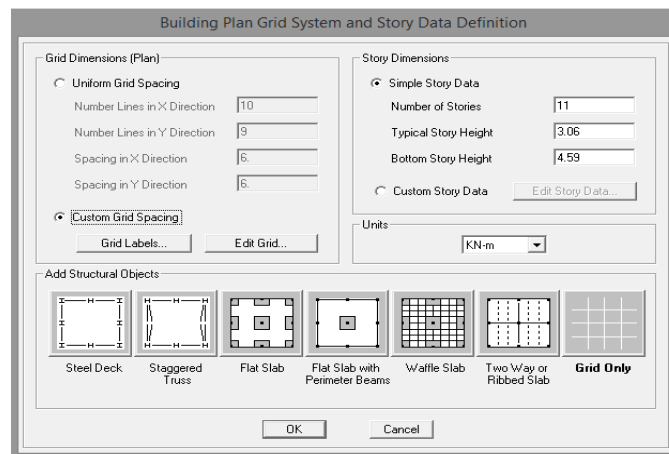 Building Plan Grid System and Story Data Definition
Grid Dimensions (Plan)
Uniform Grid Spacing
Number Lines in X Direction 10
Number Lines in Y Direction 9
Spacing in X Direction 6.
Spacing in Y Direction 6.
Custom Grid Spacing
Grid Labels... Edit Grid...
Story Dimensions
Simple Story Data
Number of Stories 11
Typical Story Height 3.06
Bottom Story Height 4.59
Custom Story Data Edit Story Data...
Units
KN-m
Add Structural Objects
Steel Deck
Staggered
Truss
Flat Slab
Flat Slab with
Perimeter Beams
Waffle Slab
Two Way or
Ribbed Slab
Grid Only
OK Cancel